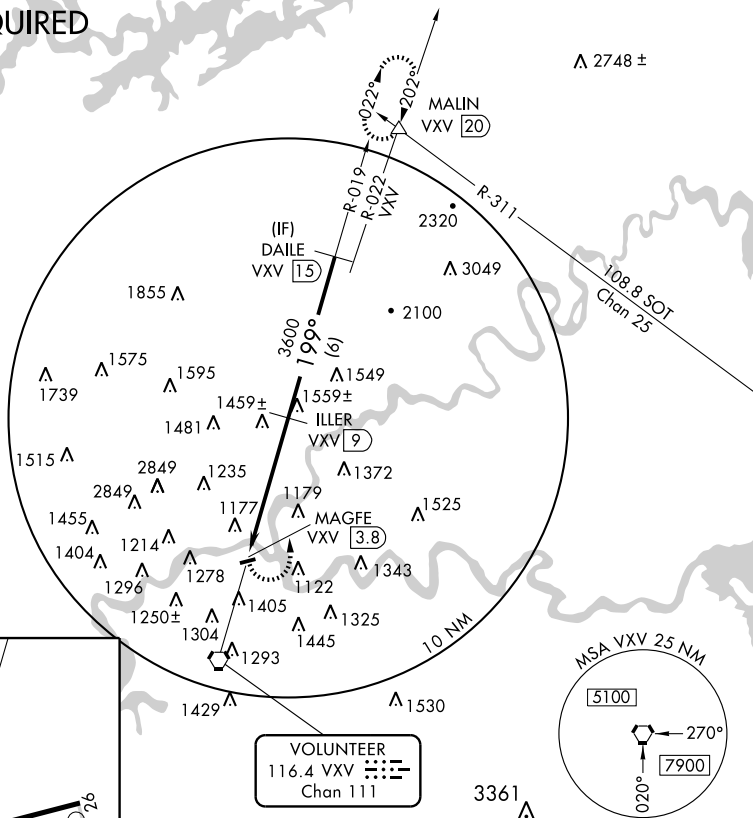 QUIRED
2748 ±
022°
202°
MALIN
VXV 20
R-019
R-022
VXV
R-311
2320
(IF)
DAILE
VXV 15
3049
108.8 SOT
Chan 25
1855
2100
3600
199°
(6)
1575
1739
1595
1549
1459±
1559±
1481
ILLER
VXV 9
1515
2849
1235
1372
2849
1179
1177
1525
1455
MAGFE
VXV 3.8
1214
1404
1278
1343
1296
1122
1405
1250±
1304
1325
1445
1293
10 NM
MSA VXV 25 NM
5100
270°
7900
020°
1429
1530
VOLUNTEER
116.4 VXV
Chan 111
3361
26